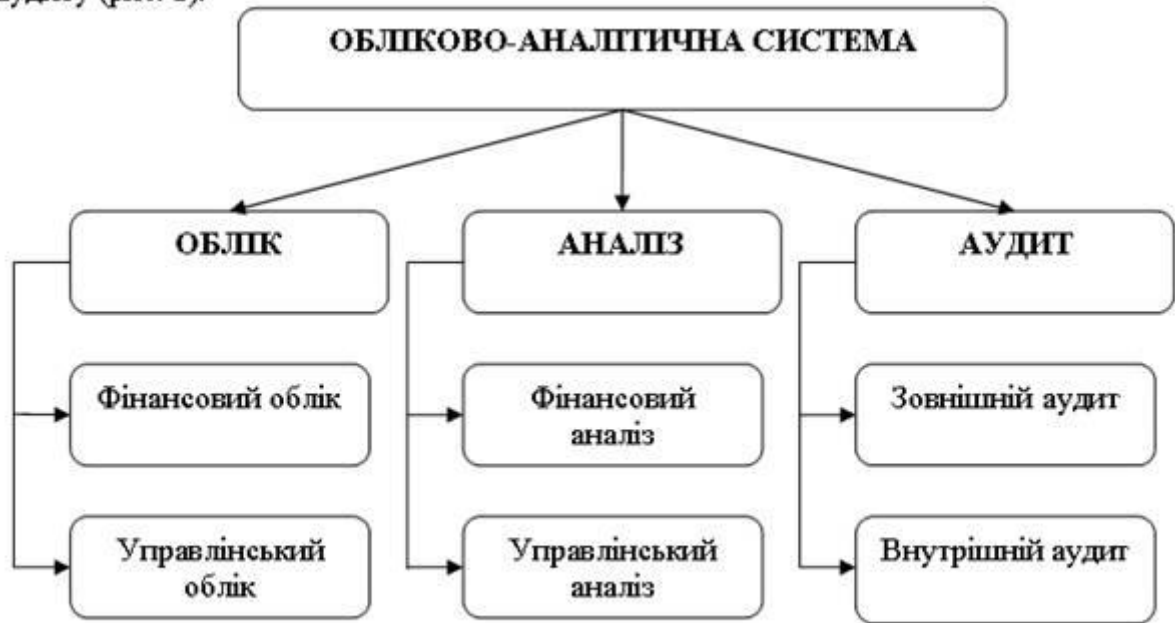 ОБЛІКОВО-АНАЛІТИЧНА СИСТЕМА
ОБЛІК
АНАЛІЗ
АУДИТ
Фінансовий облік
Фінансовий
аналіз
Зовнішній аудит
Управлінський
облік
Управлінський
аналіз
Внутрішній аудит